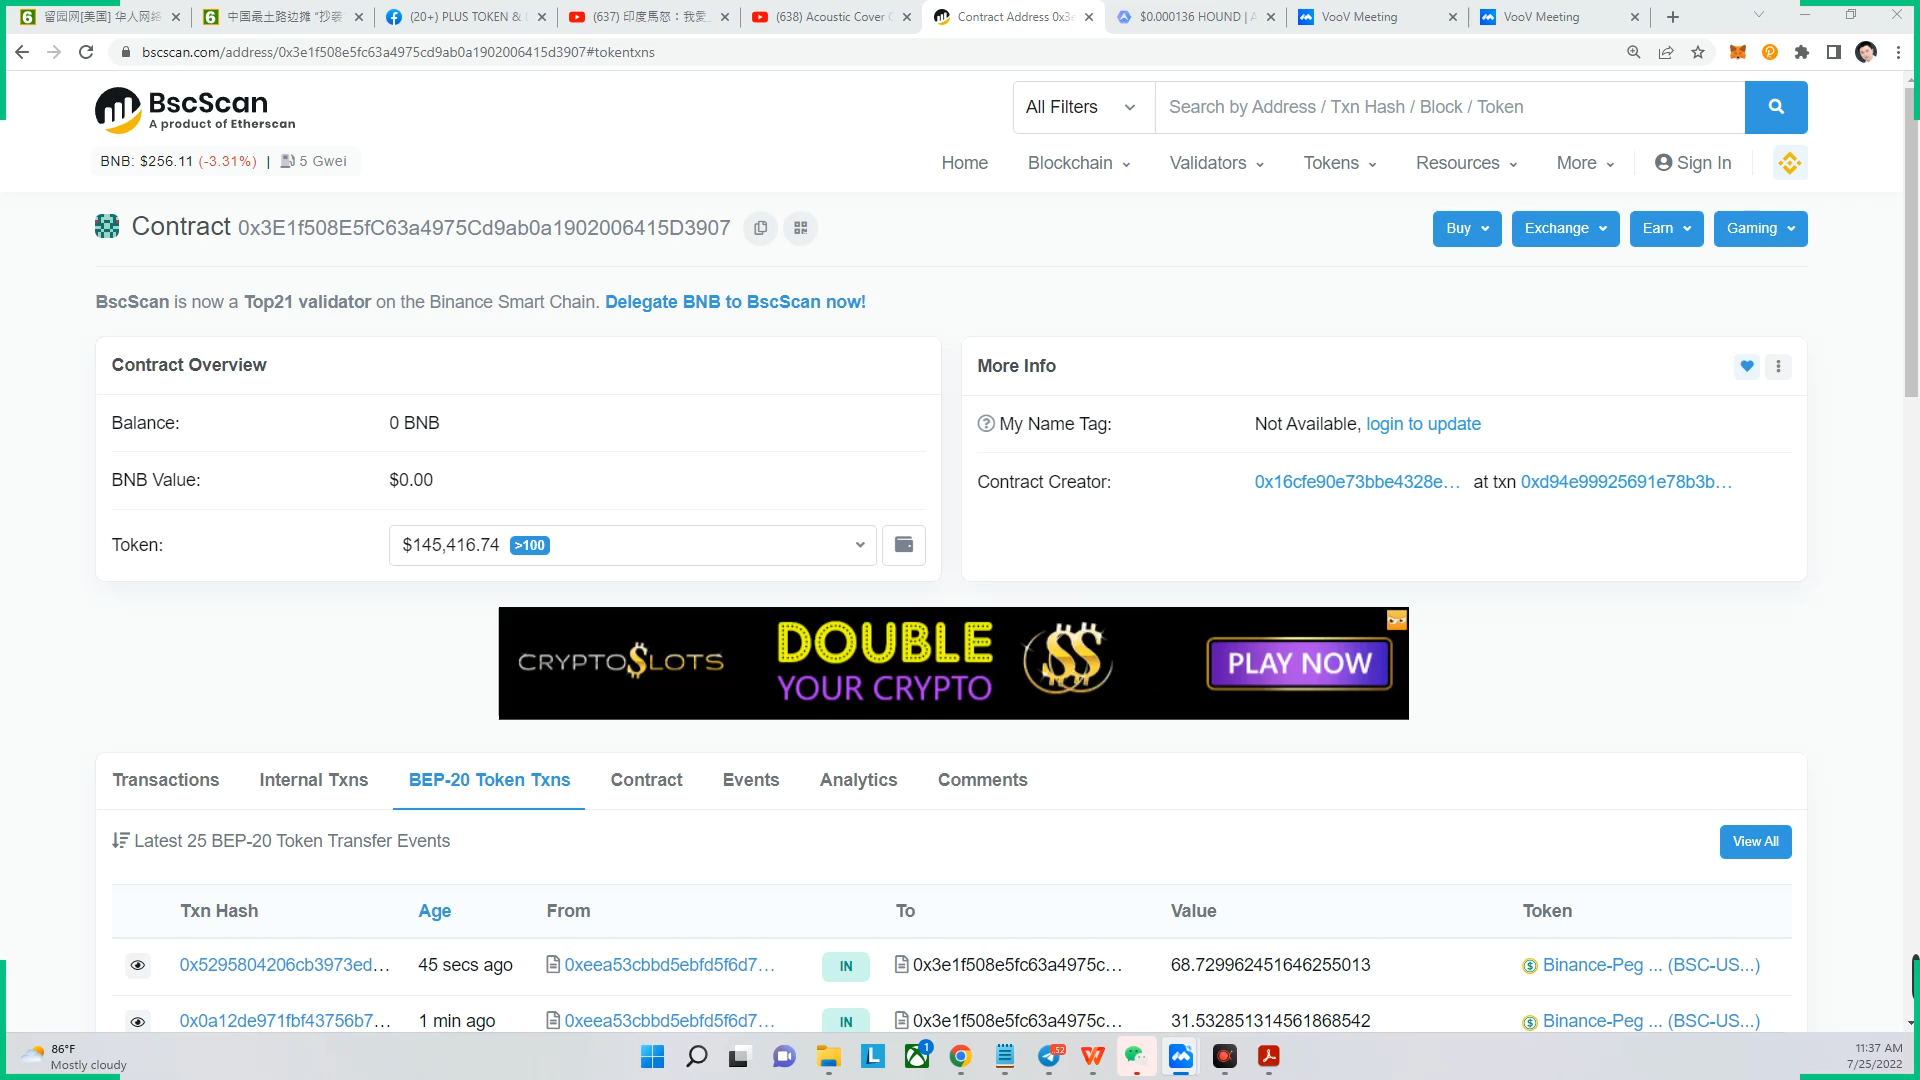 留园网[美国] 华人网络
中国最土路边摊 "抄袭"
(20+) PLUS TOKEN &
(637) 印度馬怒：我愛
(638) Acoustic Cover
Contract Address 0x3e
$0.000136 HOUND |
VooV Meeting
VooV Meeting
bscscan.com/address/0x3e1f508e5fc63a4975cd9ab0a1902006415d3907#tokentxns
BscScan
A product of Etherscan
All Filters
Search by Address / Txn Hash / Block / Token
BNB: $256.11 (-3.31%) | 5 Gwei
Home Blockchain Validators Tokens Resources More Sign In
Contract 0x3E1f508E5fC63a4975Cd9ab0a1902006415D3907
Buy Exchange Earn Gaming
BscScan is now a Top21 validator on the Binance Smart Chain. Delegate BNB to BscScan now!
Contract Overview
Balance: 0 BNB
BNB Value: $0.00
Token: $145,416.74 >100
More Info
My Name Tag: Not Available, login to update
Contract Creator: 0x16cfe90e73bbe4328e... at txn 0xd94e99925691e78b3b...
CRYPTO$LOTS
DOUBLE
YOUR CRYPTO
$$
PLAY NOW
Transactions Internal Txns BEP-20 Token Txns Contract Events Analytics Comments
Latest 25 BEP-20 Token Transfer Events
View All
Txn Hash Age From To Value Token
0x5295804206cb3973ed... 45 secs ago 0xeea53cbbd5ebfd5f6d7... IN 0x3e1f508e5fc63a4975c... 68.729962451646255013 Binance-Peg ... (BSC-US...)
0x0a12de971fbf43756b7... 1 min ago 0xeea53cbbd5ebfd5f6d7... IN 0x3e1f508e5fc63a4975c... 31.532851314561868542 Binance-Peg ... (BSC-US...)
86°F
Mostly cloudy
1
52
11:37 AM
7/25/2022